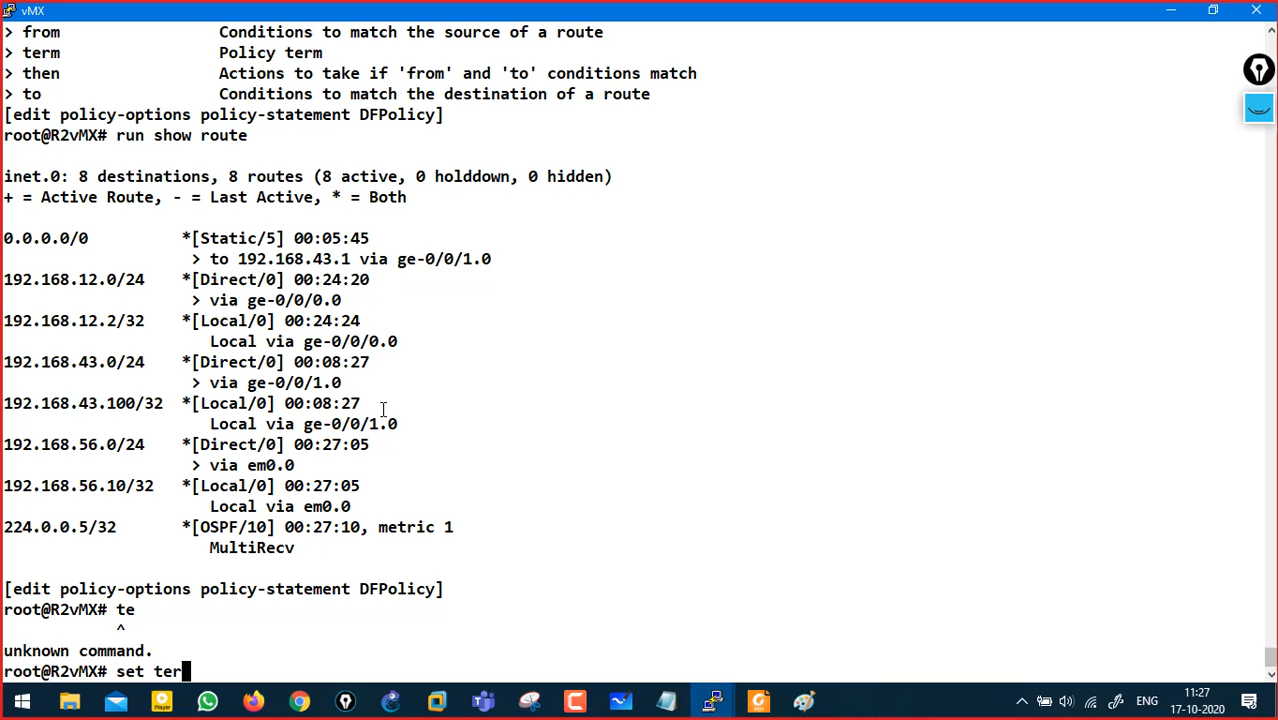 vMX
> from Conditions to match the source of a route
> term Policy term
> then Actions to take if 'from' and 'to' conditions match
> to Conditions to match the destination of a route
[edit policy-options policy-statement DFPolicy]
root@R2vMX# run show route
inet.0: 8 destinations, 8 routes (8 active, 0 holddown, 0 hidden)
+ = Active Route, - = Last Active, * = Both
0.0.0.0/0 *[Static/5] 00:05:45
> to 192.168.43.1 via ge-0/0/1.0
192.168.12.0/24 *[Direct/0] 00:24:20
> via ge-0/0/0.0
192.168.12.2/32 *[Local/0] 00:24:24
Local via ge-0/0/0.0
192.168.43.0/24 *[Direct/0] 00:08:27
> via ge-0/0/1.0
192.168.43.100/32 *[Local/0] 00:08:27
Local via ge-0/0/1.0
192.168.56.0/24 *[Direct/0] 00:27:05
> via em0.0
192.168.56.10/32 *[Local/0] 00:27:05
Local via em0.0
224.0.0.5/32 *[OSPF/10] 00:27:10, metric 1
MultiRecv
[edit policy-options policy-statement DFPolicy]
root@R2vMX# te
^
unknown command.
root@R2vMX# set ter
Player
PDF
ENG
11:27
17-10-2020